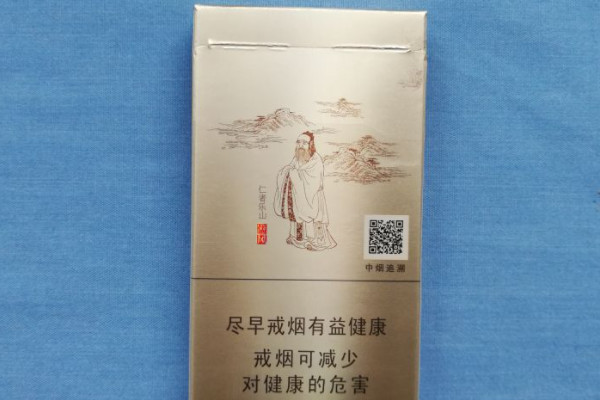 仁者乐山
中烟追溯
尽早戒烟有益健康
戒烟可减少
对健康的危害